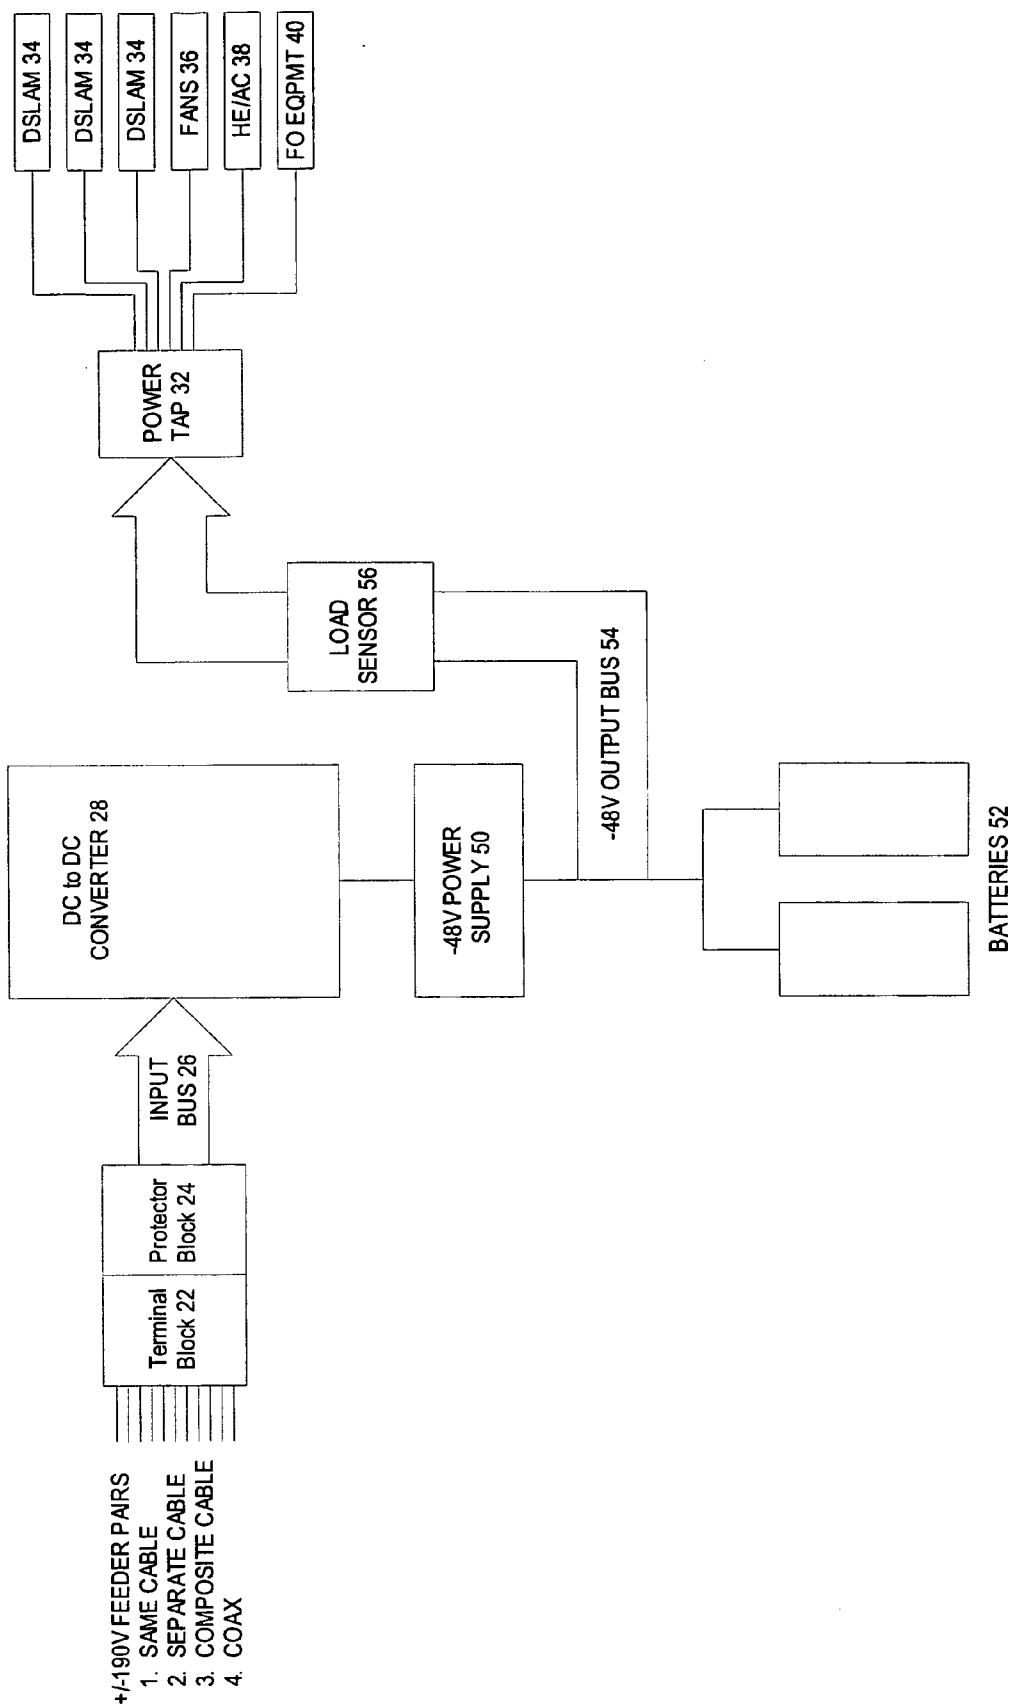 +/-190V FEEDER PAIRS
1. SAME CABLE
2. SEPARATE CABLE
3. COMPOSITE CABLE
4. COAX
Terminal
Block 22
Protector
Block 24
INPUT
BUS 26
DC to DC
CONVERTER 28
-48V POWER
SUPPLY 50
BATTERIES 52
-48V OUTPUT BUS 54
LOAD
SENSOR 56
POWER
TAP 32
DSLAM 34
DSLAM 34
DSLAM 34
FANS 36
HE/AC 38
FO EQPMT 40